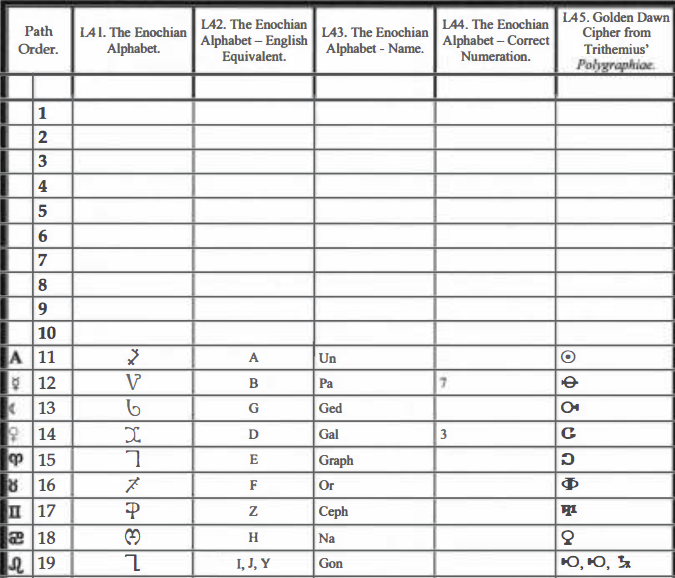 Path Order. L41. The Enochian Alphabet. L42. The Enochian Alphabet – English Equivalent. L43. The Enochian Alphabet - Name. L44. The Enochian Alphabet – Correct Numeration. L45. Golden Dawn Cipher from Trithemius' Polygraphiae.
1
2
3
4
5
6
7
8
9
10
A 11 A Un
☿ 12 B Pa 7
☾ 13 G Ged
♀ 14 D Gal 3
♈ 15 E Graph
♉ 16 F Or
♊ 17 Z Ceph
♋ 18 H Na
♌ 19 I, J, Y Gon